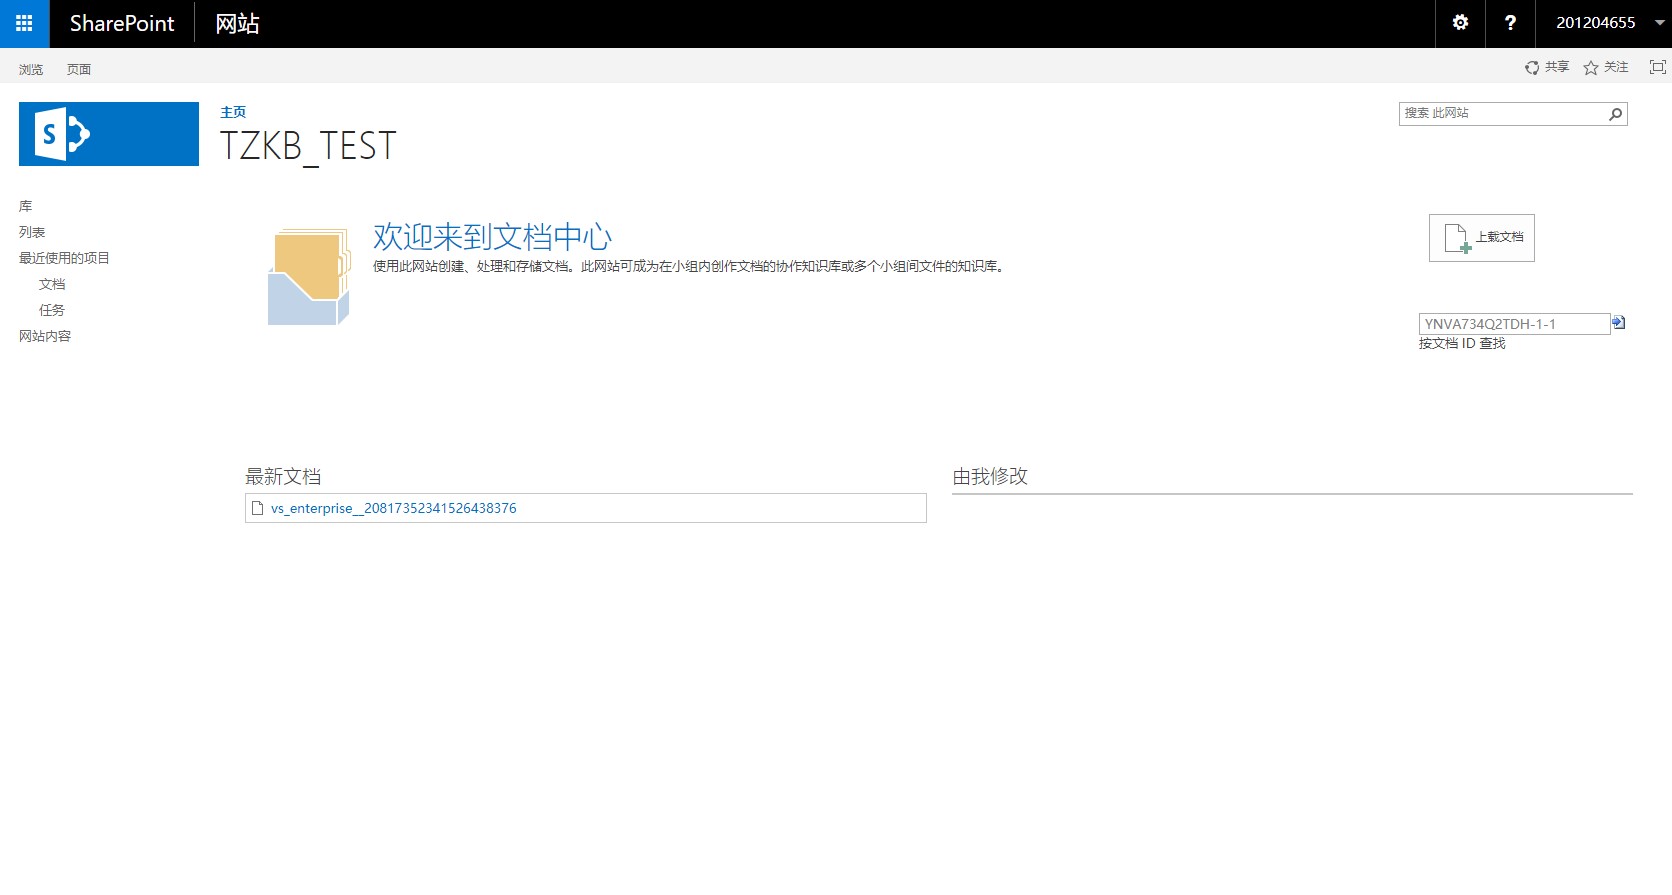 SharePoint 网站 ? 201204655
浏览 页面 共享 关注
S
主页
TZKB_TEST
搜索 此网站
库
列表
最近使用的项目
文档
任务
网站内容
欢迎来到文档中心
使用此网站创建、处理和存储文档。此网站可成为在小组内创作文档的协作知识库或多个小组间文件的知识库。
上载文档
YNVA734Q2TDH-1-1
按文档 ID 查找
最新文档
vs_enterprise__20817352341526438376
由我修改